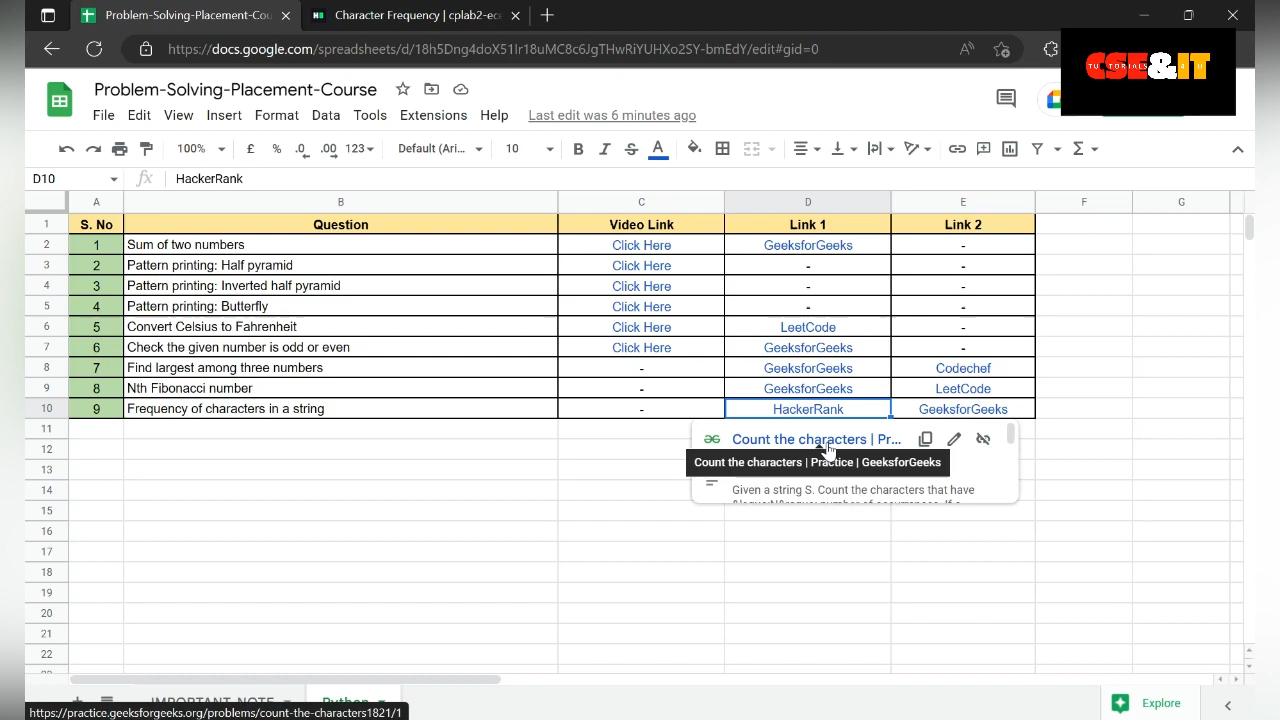 Problem-Solving-Placement-Cou
Character Frequency | cplab2-ece
https://docs.google.com/spreadsheets/d/18h5Dng4doX51Ir18uMC8c6JgTHwRiYUHXo2SY-bmEdY/edit#gid=0
CSE&IT
TUTORIALS 4 U
Problem-Solving-Placement-Course
File Edit View Insert Format Data Tools Extensions Help Last edit was 6 minutes ago
100% £ % .0 .00 123 Default (Ari... 10 B I S A
D10 fx HackerRank
A B C D E F G
1 S. No Question Video Link Link 1 Link 2
2 1 Sum of two numbers Click Here GeeksforGeeks -
3 2 Pattern printing: Half pyramid Click Here - -
4 3 Pattern printing: Inverted half pyramid Click Here - -
5 4 Pattern printing: Butterfly Click Here - -
6 5 Convert Celsius to Fahrenheit Click Here LeetCode -
7 6 Check the given number is odd or even Click Here GeeksforGeeks -
8 7 Find largest among three numbers - GeeksforGeeks Codechef
9 8 Nth Fibonacci number - GeeksforGeeks LeetCode
10 9 Frequency of characters in a string - HackerRank GeeksforGeeks
11
Count the characters | Pr...
12
Count the characters | Practice | GeeksforGeeks
13
14 Given a string S. Count the characters that have
15
16
17
18
19
20
21
22
IMPORTANT NOTE Python Explore
https://practice.geeksforgeeks.org/problems/count-the-characters1821/1